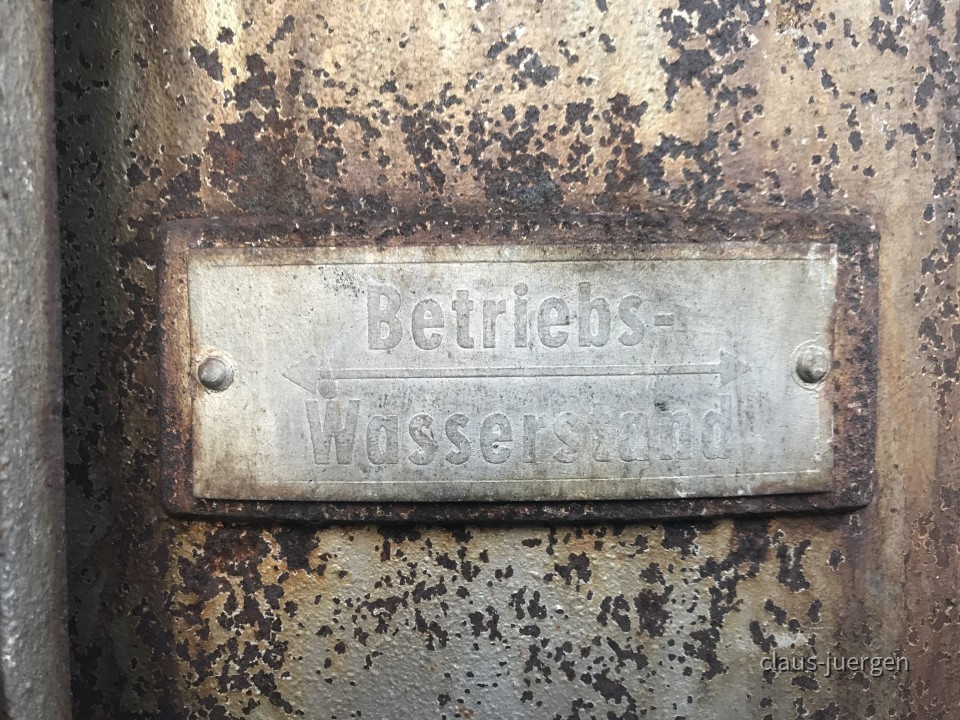 Betriebs-
Wasserstand
claus-juergen